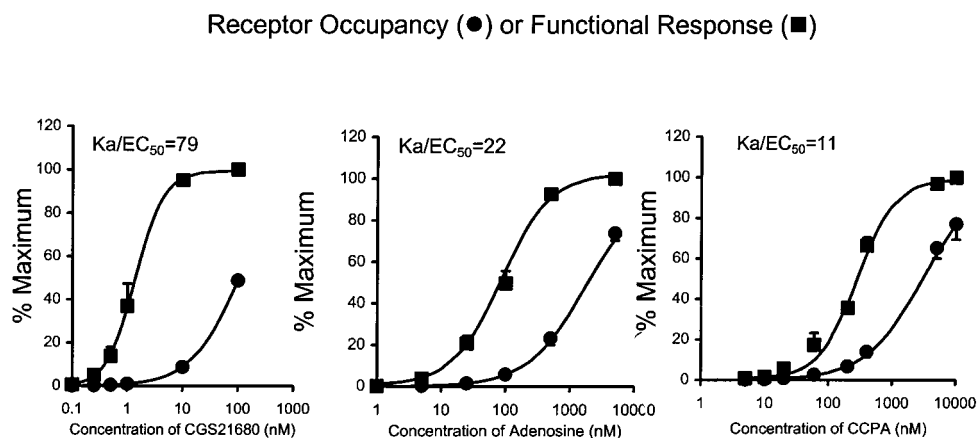 Receptor Occupancy (●) or Functional Response (■)
Ka/EC50=79
% Maximum
120
100
80
60
40
20
0
0.1 1 10 100 1000
Concentration of CGS21680 (nM)
Ka/EC50=22
% Maximum
120
100
80
60
40
20
0
1 10 100 1000 10000
Concentration of Adenosine (nM)
Ka/EC50=11
% Maximum
120
100
80
60
40
20
0
1 10 100 1000 10000
Concentration of CCPA (nM)